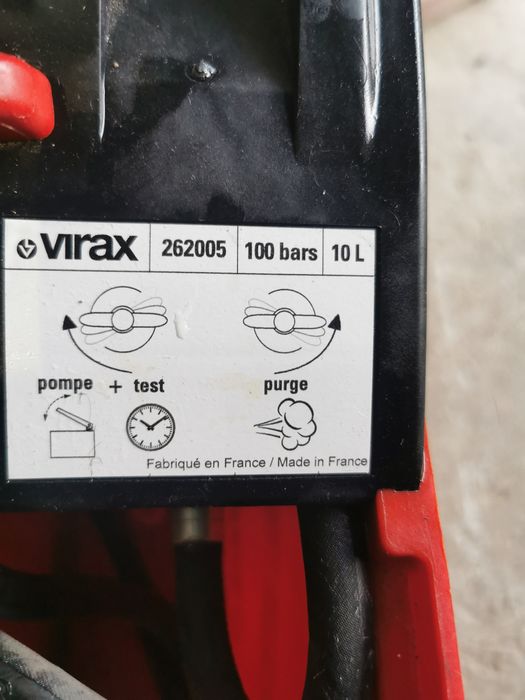 virax 262005 100 bars 10 L
pompe + test purge
Fabriqué en France / Made in France